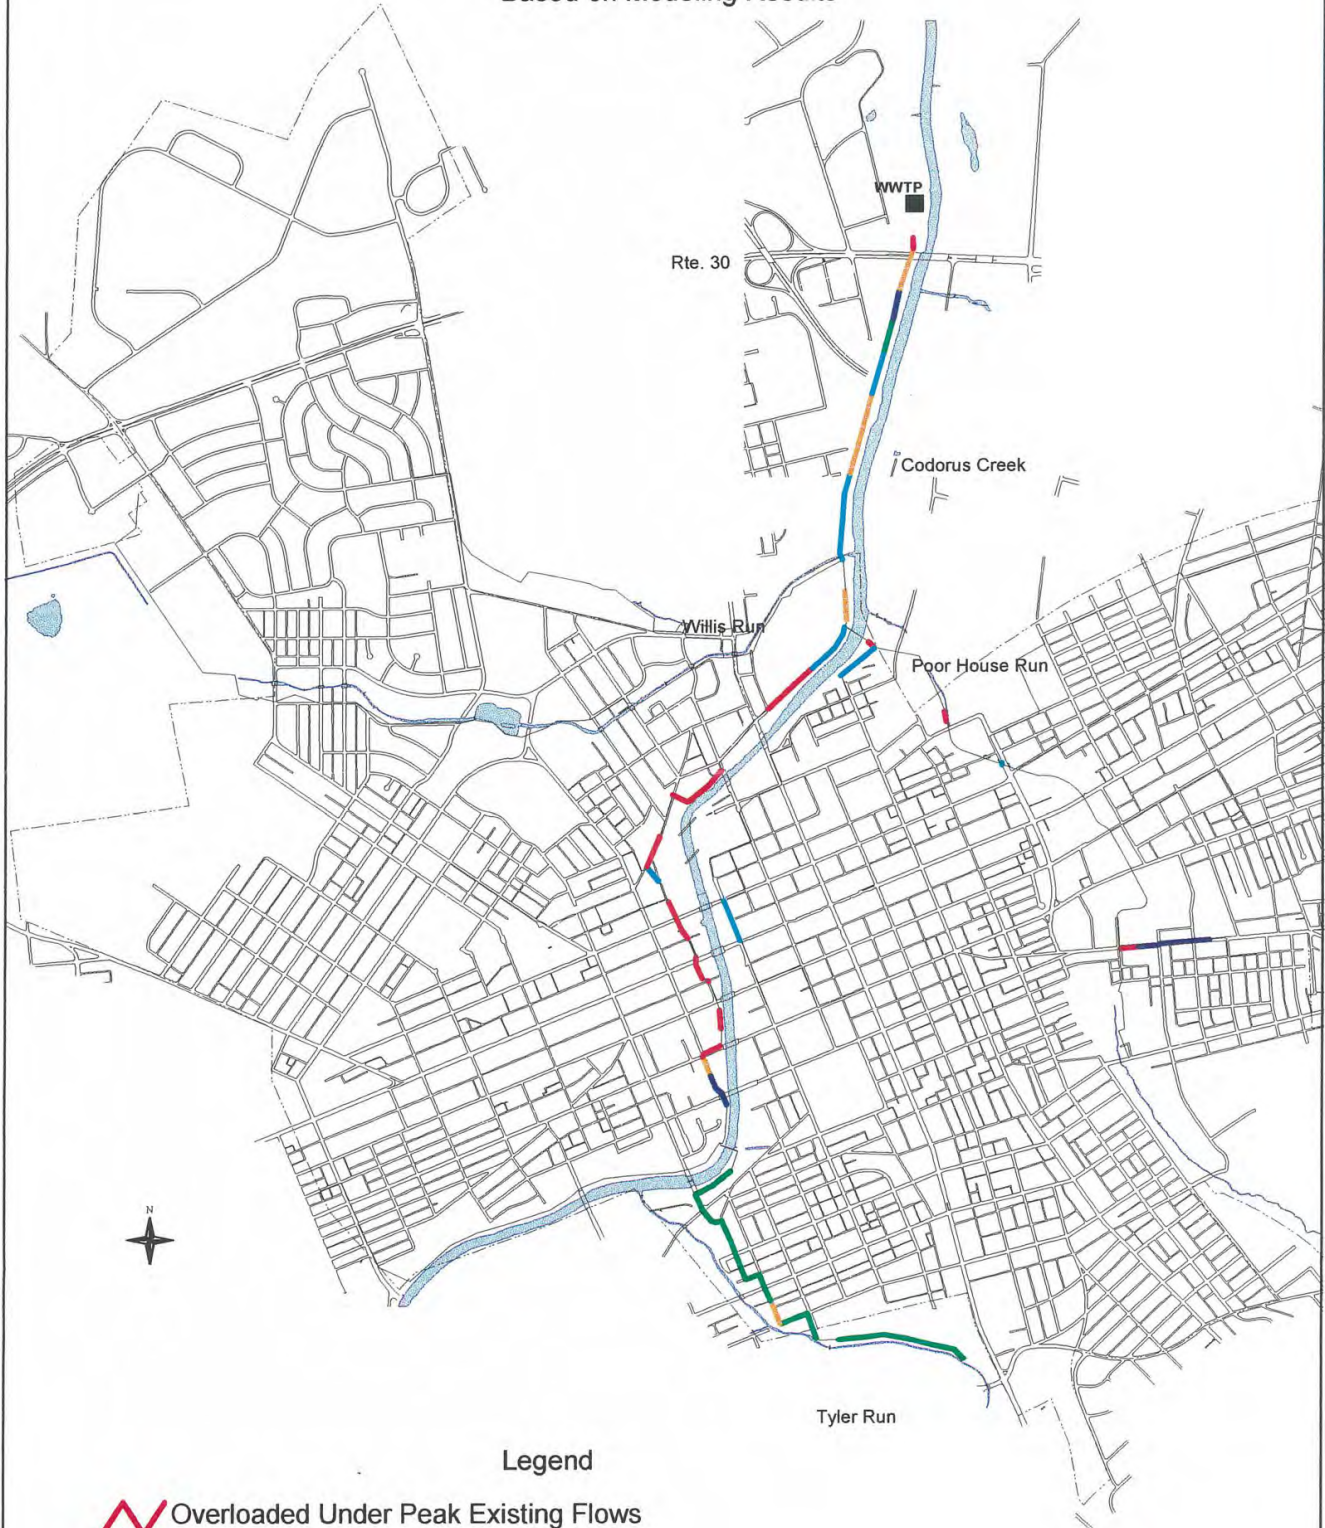 Based on Modeling Results
WWTP
Rte. 30
Codorus Creek
Willis Run
Poor House Run
N
Tyler Run
Legend
Overloaded Under Peak Existing Flows